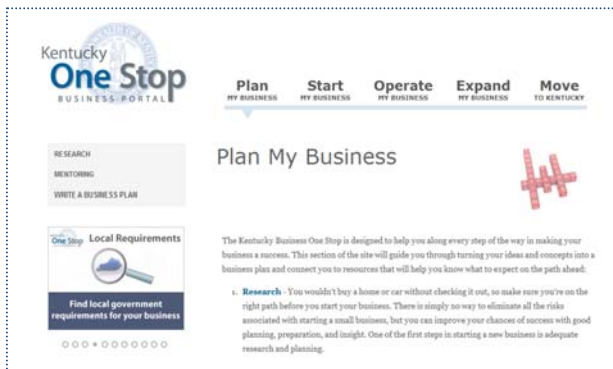 Kentucky
One Stop
BUSINESS PORTAL
Plan
MY BUSINESS
Start
MY BUSINESS
Operate
MY BUSINESS
Expand
MY BUSINESS
Move
TO KENTUCKY
RESEARCH
MENTORING
WRITE A BUSINESS PLAN
One Stop
Local Requirements
Find local government
requirements for your business
Plan My Business
The Kentucky Business One Stop is designed to help you along every step of the way in making your
business a success. This section of the site will guide you through turning your ideas and concepts into a
business plan and connect you to resources that will help you know what to expect on the path ahead:
1. Research - You wouldn't buy a home or car without checking it out, so make sure you're on the
right path before you start your business. There is simply no way to eliminate all the risks
associated with starting a small business, but you can improve your chances of success with good
planning, preparation, and insight. One of the first steps in starting a new business is adequate
research and planning.